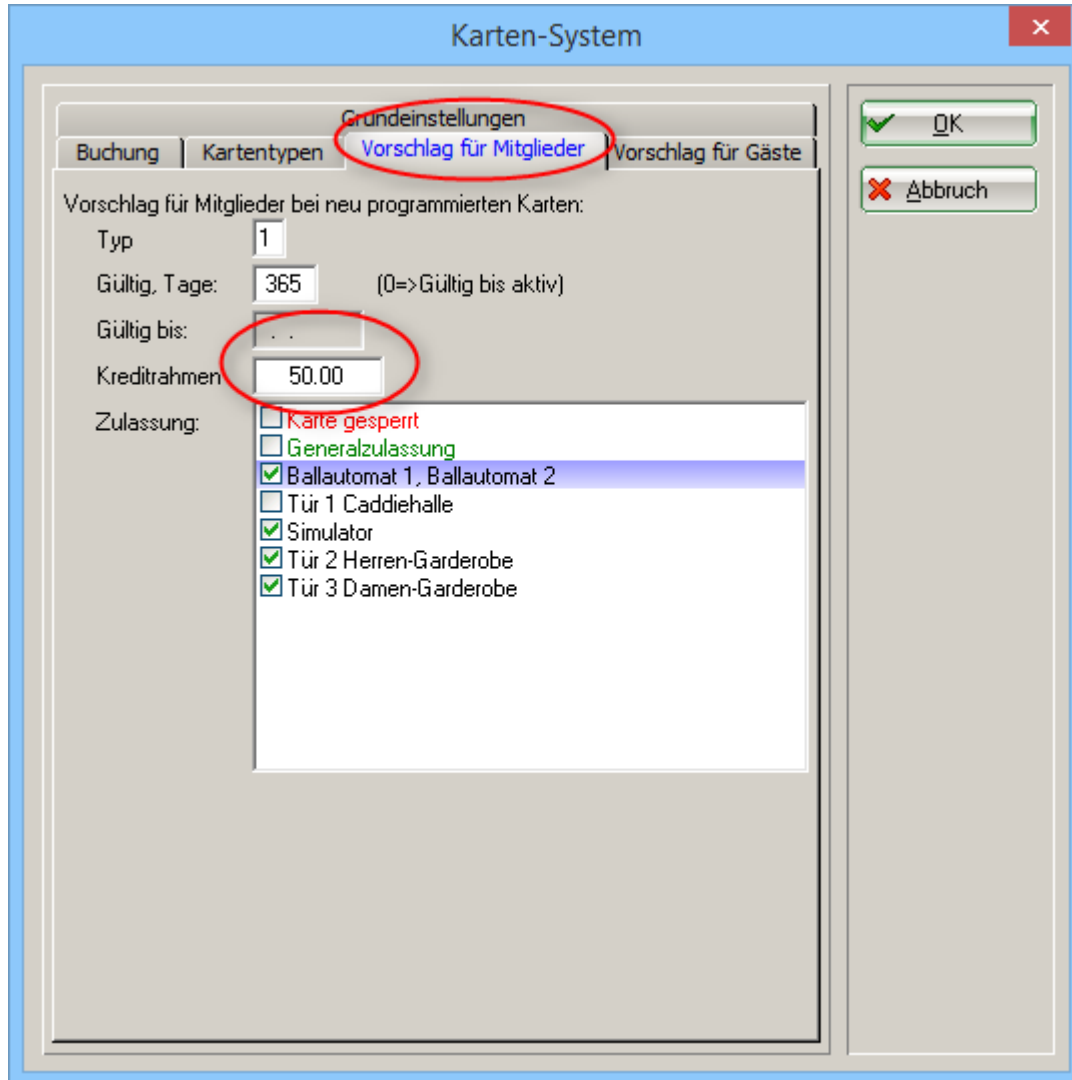 Karten-System
Grundeinstellungen
Buchung Kartentypen Vorschlag für Mitglieder Vorschlag für Gäste
Vorschlag für Mitglieder bei neu programmierten Karten:
Typ 1
Gültig, Tage: 365 (0=>Gültig bis aktiv)
Gültig bis: . .
Kreditrahmen 50.00
Zulassung:
Karte gesperrt
Generalzulassung
Ballautomat 1, Ballautomat 2
Tür 1 Caddiehalle
Simulator
Tür 2 Herren-Garderobe
Tür 3 Damen-Garderobe
OK
Abbruch